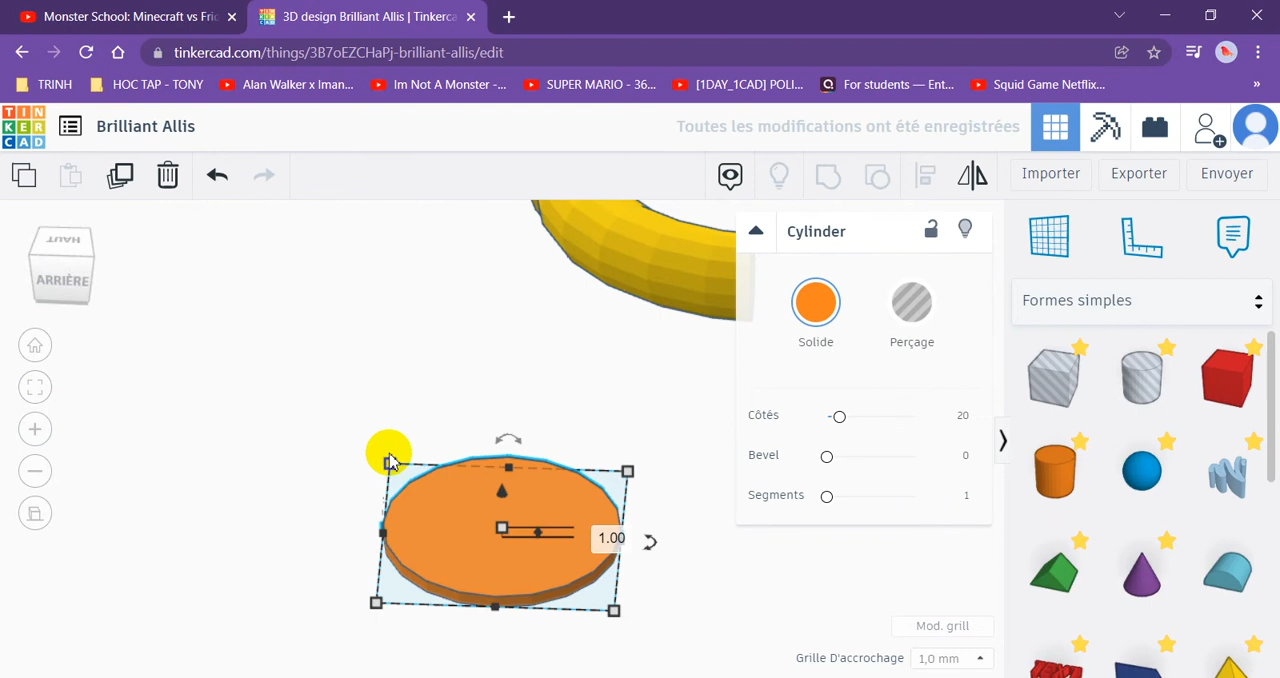 Monster School: Minecraft vs Fric
3D design Brilliant Allis | Tinkerca
tinkercad.com/things/3B7oEZCHaPj-brilliant-allis/edit
TRINH
HOC TAP - TONY
Alan Walker x Iman...
Im Not A Monster -...
SUPER MARIO - 36...
[1DAY_1CAD] POLI...
For students — Ent...
Squid Game Netflix...
»
TIN
KER
CAD
Brilliant Allis
Toutes les modifications ont été enregistrées
Importer
Exporter
Envoyer
HAUT
ARRIÈRE
Cylinder
Solide
Perçage
Côtés 20
Bevel 0
Segments 1
Formes simples
1.00
Mod. grill
Grille D'accrochage 1,0 mm